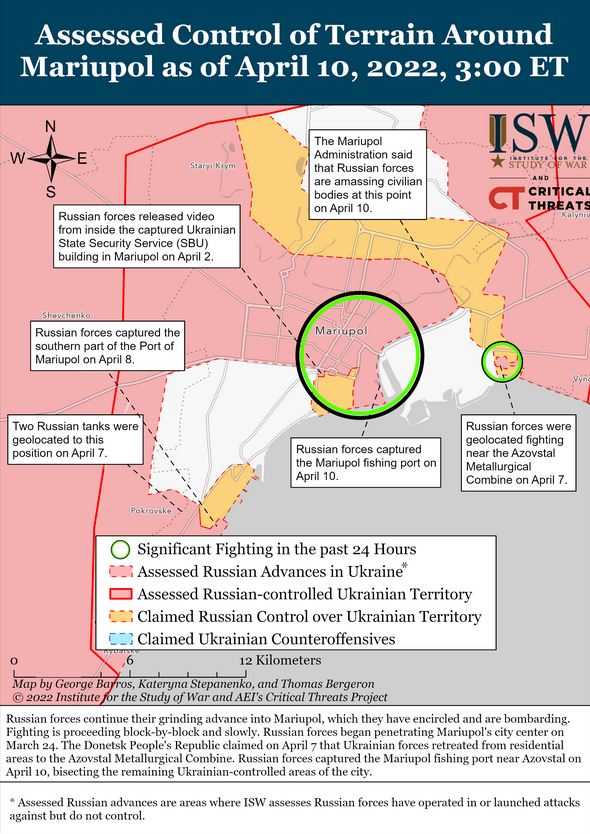 Assessed Control of Terrain Around
Mariupol as of April 10, 2022, 3:00 ET
N
W
E
S
ISW
INSTITUTE FOR THE
STUDY OF WAR
AND
CT CRITICAL
THREATS
Kalyniv
Staryi Krym
The Mariupol
Administration said
that Russian forces
are amassing civilian
bodies at this point
on April 10.
Russian forces released video
from inside the captured Ukrainian
State Security Service (SBU)
building in Mariupol on April 2.
Shevchenko
Russian forces captured the
southern part of the Port of
Mariupol on April 8.
Mariupol
Vyno
Two Russian tanks were
geolocated to this
position on April 7.
Russian forces captured
the Mariupol fishing port on
April 10.
Russian forces were
geolocated fighting
near the Azovstal
Metallurgical
Combine on April 7.
Pokrovske
Significant Fighting in the past 24 Hours
Assessed Russian Advances in Ukraine*
Assessed Russian-controlled Ukrainian Territory
Claimed Russian Control over Ukrainian Territory
Claimed Ukrainian Counteroffensives
Rybatske
0 6 12 Kilometers
Map by George Barros, Kateryna Stepanenko, and Thomas Bergeron
© 2022 Institute for the Study of War and AEI's Critical Threats Project
Russian forces continue their grinding advance into Mariupol, which they have encircled and are bombarding.
Fighting is proceeding block-by-block and slowly. Russian forces began penetrating Mariupol's city center on
March 24. The Donetsk People's Republic claimed on April 7 that Ukrainian forces retreated from residential
areas to the Azovstal Metallurgical Combine. Russian forces captured the Mariupol fishing port near Azovstal on
April 10, bisecting the remaining Ukrainian-controlled areas of the city.
* Assessed Russian advances are areas where ISW assesses Russian forces have operated in or launched attacks
against but do not control.